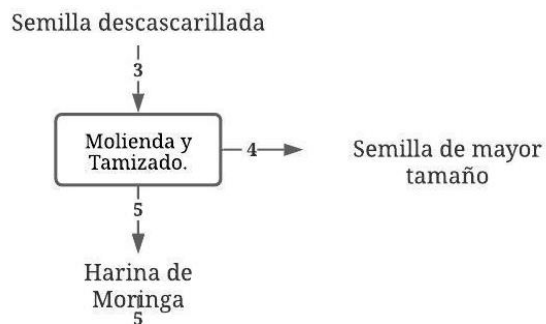 Semilla descascarillada
3
Molienda y
Tamizado.
4
Semilla de mayor
tamaño
5
Harina de
Moringa
5